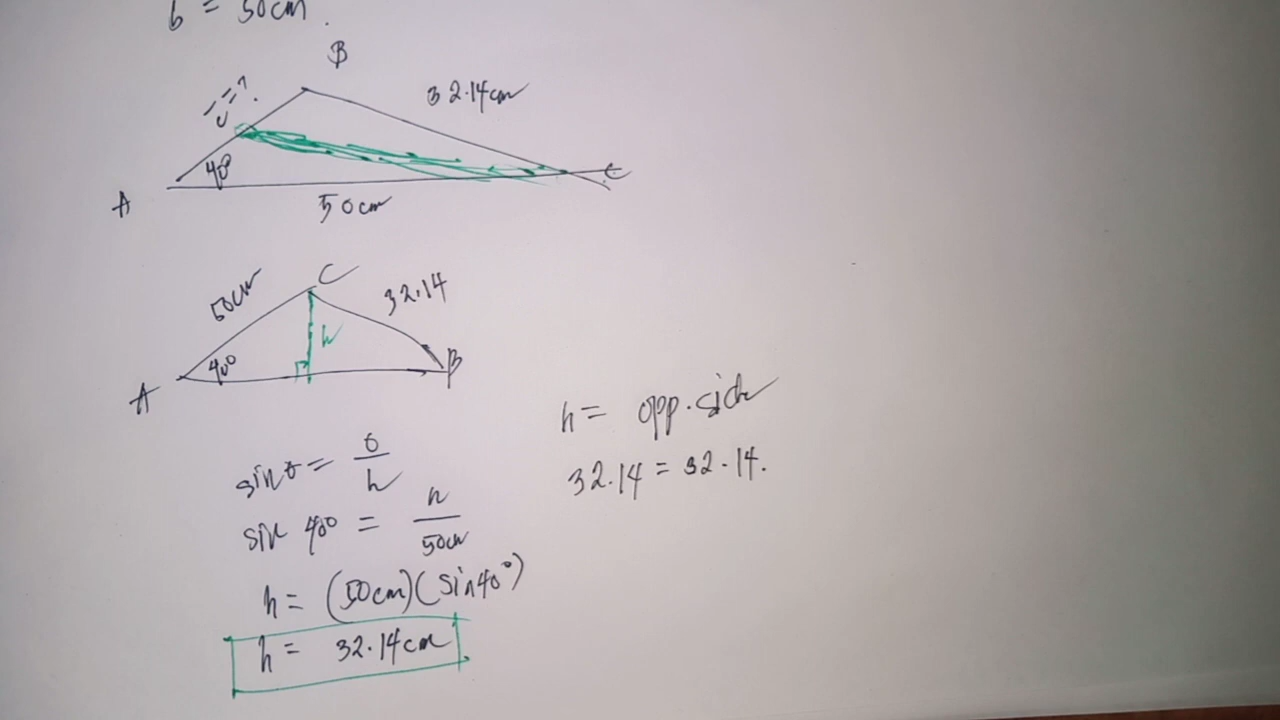 b = 50cm.
B
c = ?
32.14cm
40°
C
A
50cm
C
50cm
32.14
h
40°
A
B
h = opp. side
32.14 = 32.14.
sin θ = o/h
sin 40° = h/50cm
h = (50cm)(sin40°)
h = 32.14cm